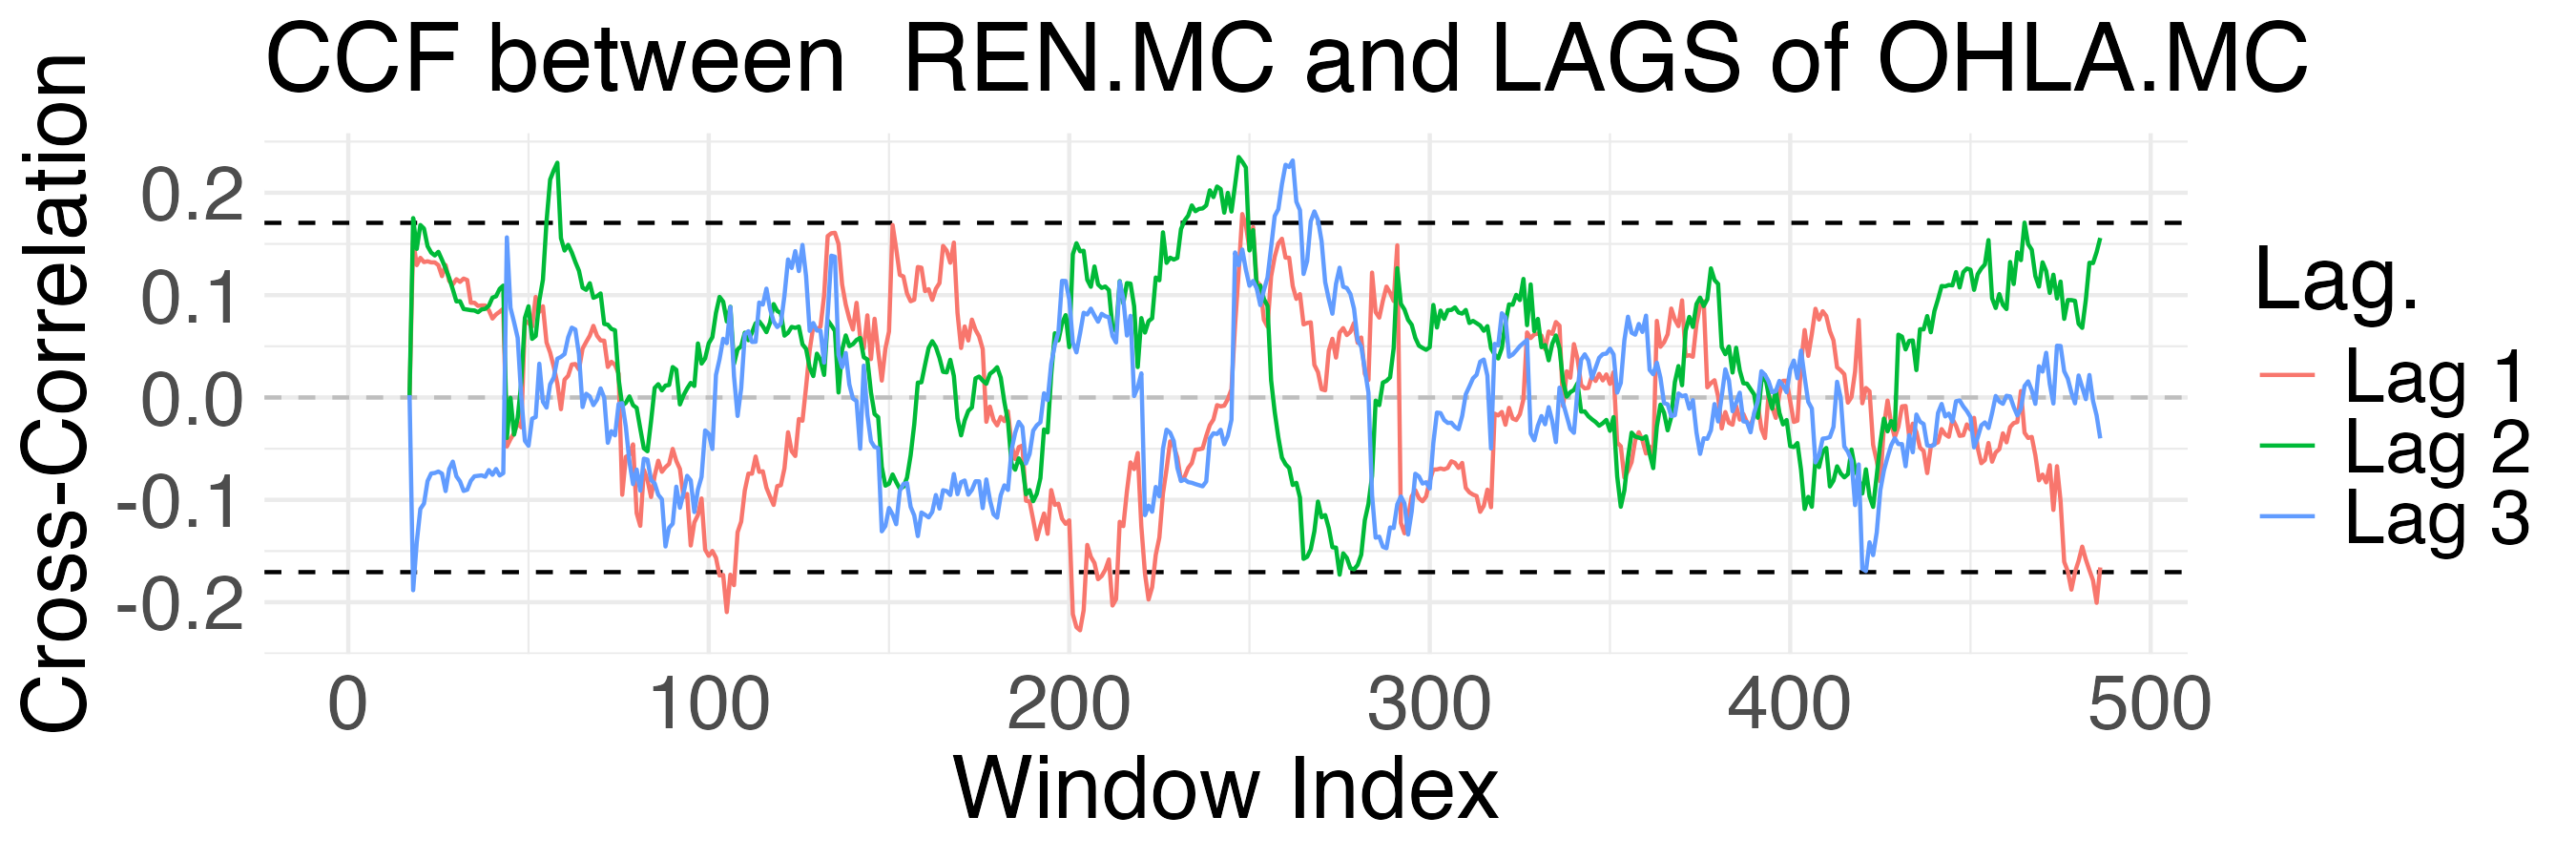 CCF between  REN.MC and LAGS of OHLA.MC
Cross-Correlation
0.2
0.1
0.0
-0.1
-0.2
0
100
200
300
400
500
Window Index
Lag.
Lag 1
Lag 2
Lag 3